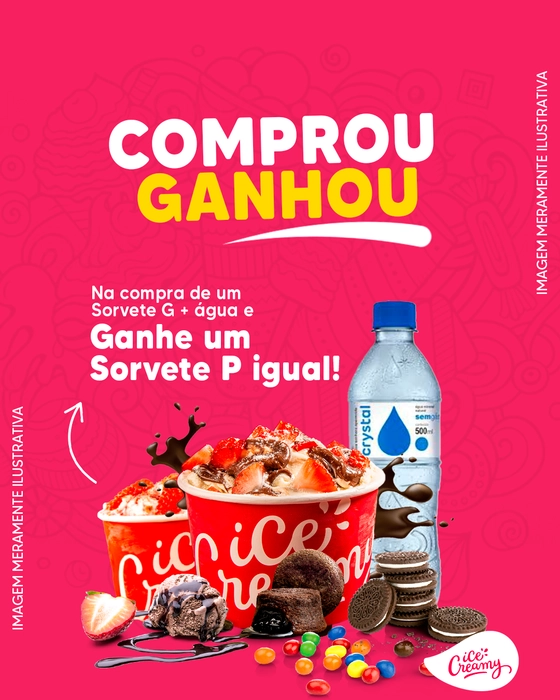 COMPROU
GANHOU
IMAGEM MERAMENTE ILUSTRATIVA
Na compra de um
Sorvete G + água e
Ganhe um
Sorvete P igual!
crystal
500ml
ice
Creamy
IMAGEM MERAMENTE ILUSTRATIVA
ice
Creamy